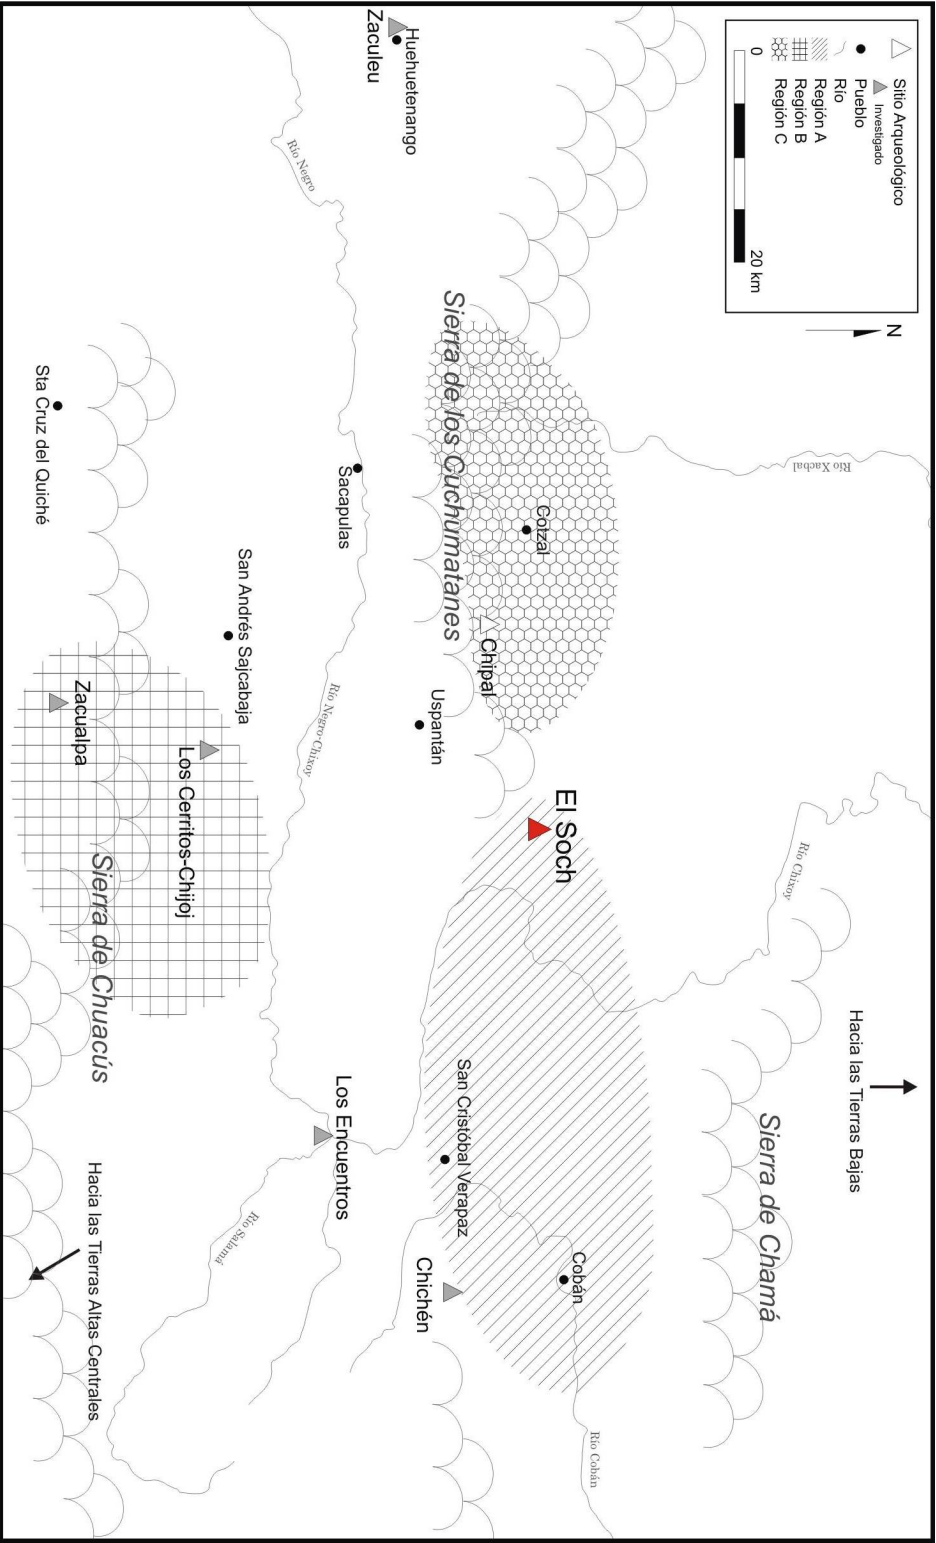 Sitio Arqueológico
Investigado
Pueblo
Río
Región A
Región B
Región C
0
20 km
N
Huehuetenango
Zaculeu
Río Negro
Sierra de los Cuchumatanes
Río Xacbal
Cotzal
Chipal
Sacapulas
Uspantán
Sta Cruz del Quiché
San Andrés Sajcabaja
Río Negro-Chixoy
Zacualpa
Los Cerritos-Chijoj
Sierra de Chuacús
El Soch
Río Chixoy
Hacia las Tierras Bajas
Sierra de Chamá
San Cristóbal Verapaz
Los Encuentros
Cobán
Chichén
Río Salamá
Hacia las Tierras Altas Centrales
Río Cobán